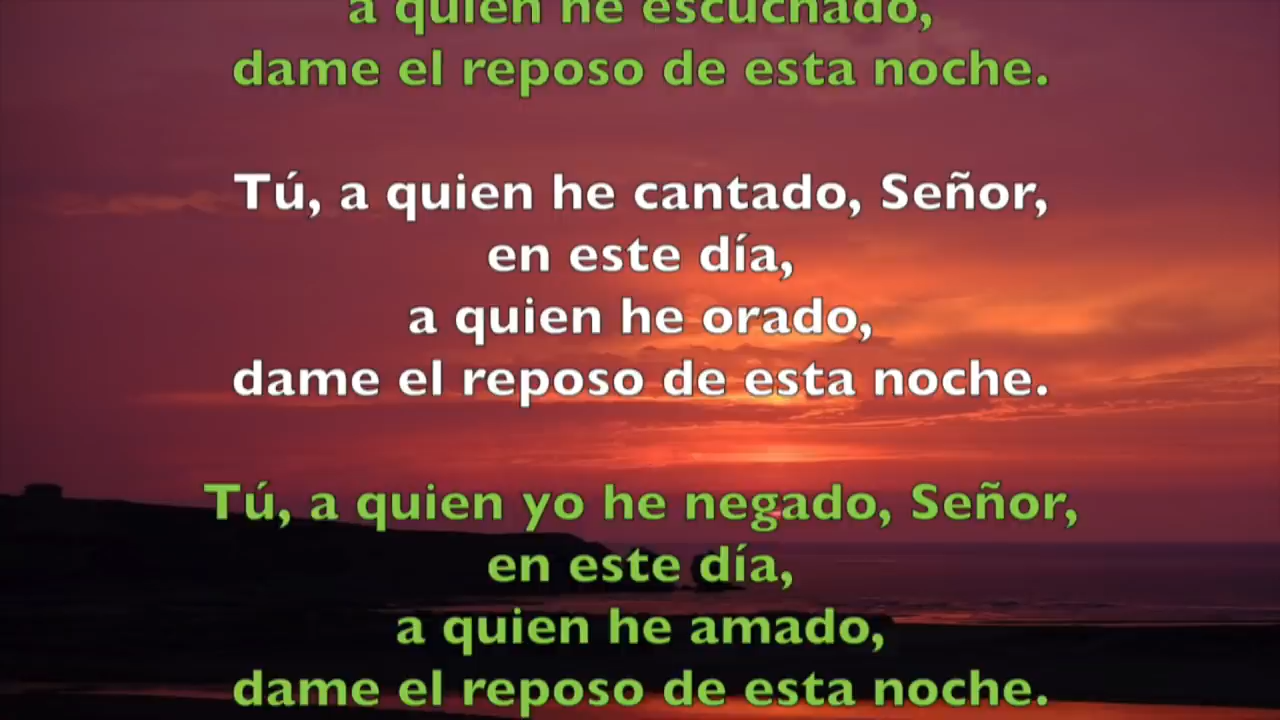 a quien he escuchado,
dame el reposo de esta noche.
Tú, a quien he cantado, Señor,
en este día,
a quien he orado,
dame el reposo de esta noche.
Tú, a quien yo he negado, Señor,
en este día,
a quien he amado,
dame el reposo de esta noche.